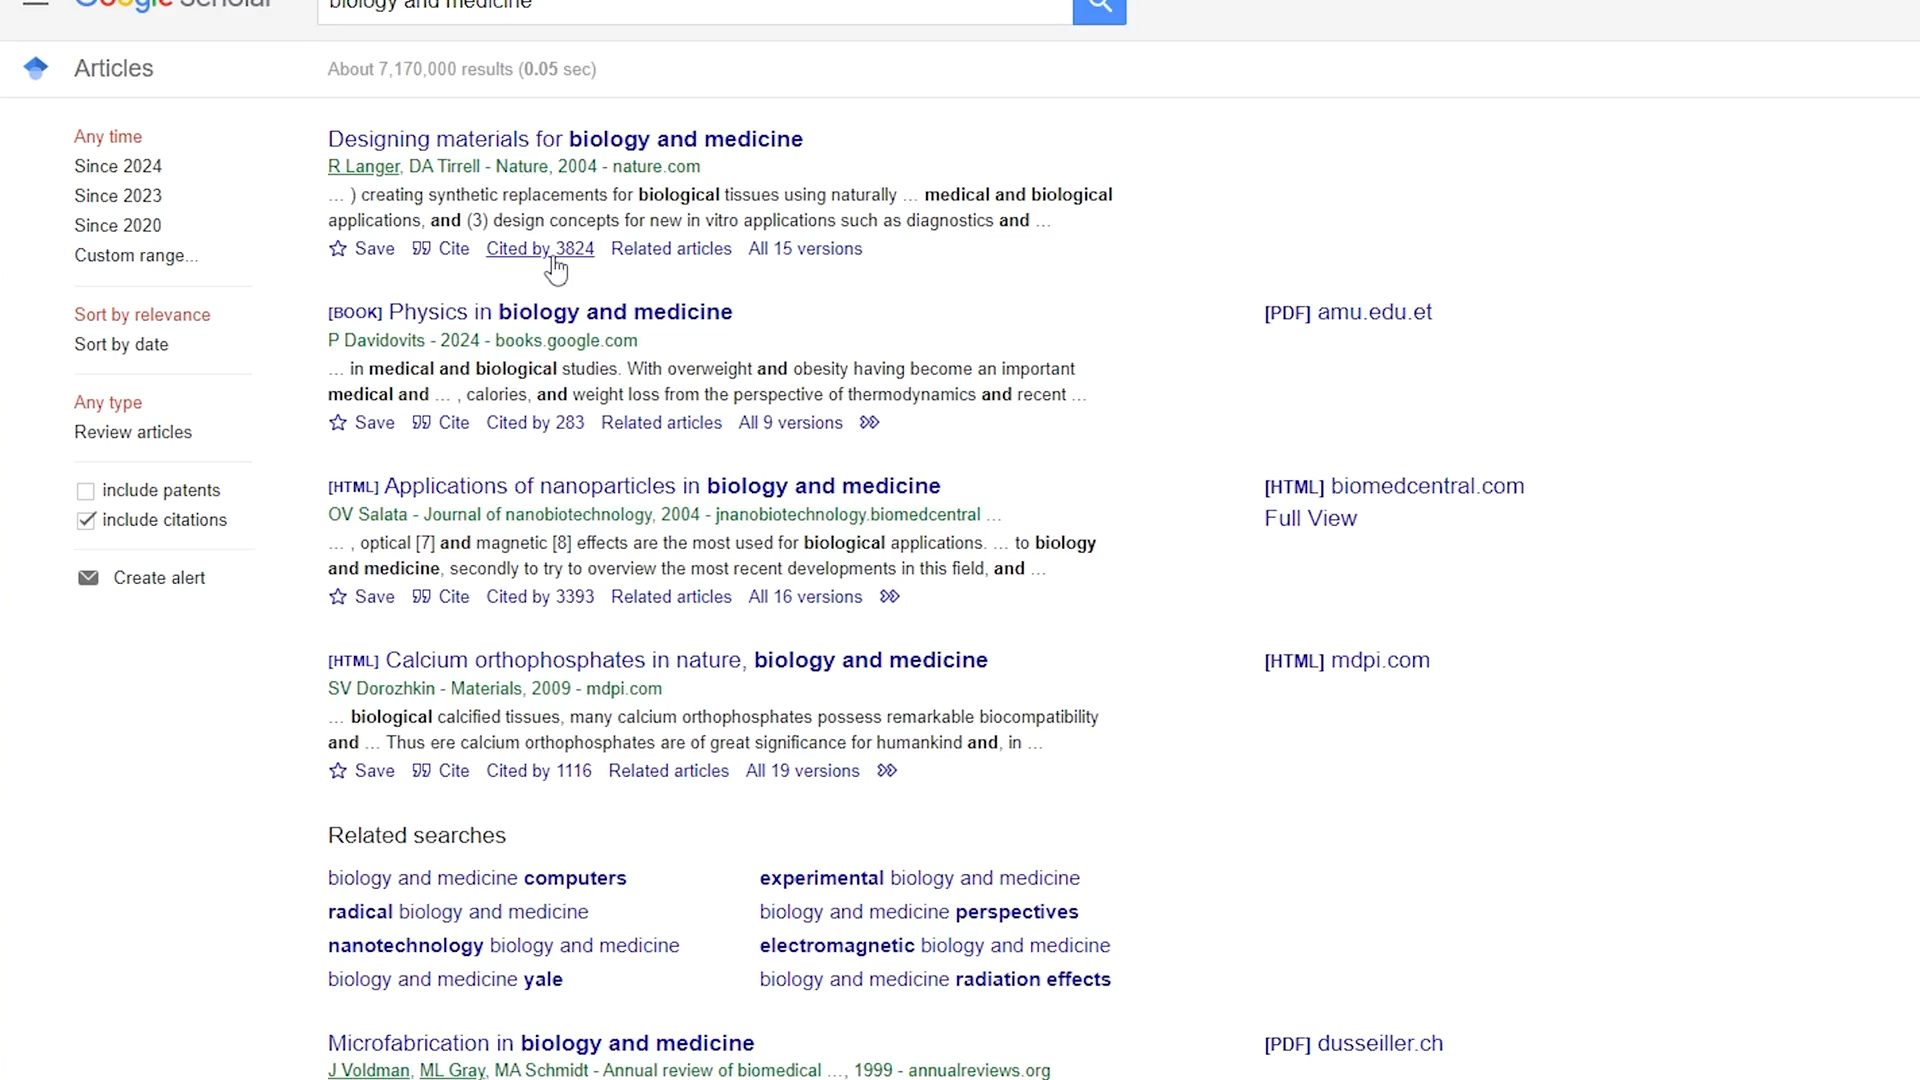 Google Scholar
biology and medicine
Articles
About 7,170,000 results (0.05 sec)
Any time
Since 2024
Since 2023
Since 2020
Custom range...
Sort by relevance
Sort by date
Any type
Review articles
include patents
include citations
Create alert
Designing materials for biology and medicine
R Langer, DA Tirrell - Nature, 2004 - nature.com
... ) creating synthetic replacements for biological tissues using naturally ... medical and biological
applications, and (3) design concepts for new in vitro applications such as diagnostics and ...
Save Cite Cited by 3824 Related articles All 15 versions
[BOOK] Physics in biology and medicine
P Davidovits - 2024 - books.google.com
... in medical and biological studies. With overweight and obesity having become an important
medical and ... , calories, and weight loss from the perspective of thermodynamics and recent ...
Save Cite Cited by 283 Related articles All 9 versions
[PDF] amu.edu.et
[HTML] Applications of nanoparticles in biology and medicine
OV Salata - Journal of nanobiotechnology, 2004 - jnanobiotechnology.biomedcentral ...
... , optical [7] and magnetic [8] effects are the most used for biological applications. ... to biology
and medicine, secondly to try to overview the most recent developments in this field, and ...
Save Cite Cited by 3393 Related articles All 16 versions
[HTML] biomedcentral.com
Full View
[HTML] Calcium orthophosphates in nature, biology and medicine
SV Dorozhkin - Materials, 2009 - mdpi.com
... biological calcified tissues, many calcium orthophosphates possess remarkable biocompatibility
and ... Thus ere calcium orthophosphates are of great significance for humankind and, in ...
Save Cite Cited by 1116 Related articles All 19 versions
[HTML] mdpi.com
Related searches
biology and medicine computers
experimental biology and medicine
radical biology and medicine
biology and medicine perspectives
nanotechnology biology and medicine
electromagnetic biology and medicine
biology and medicine yale
biology and medicine radiation effects
Microfabrication in biology and medicine
J Voldman, ML Gray, MA Schmidt - Annual review of biomedical ..., 1999 - annualreviews.org
[PDF] dusseiller.ch